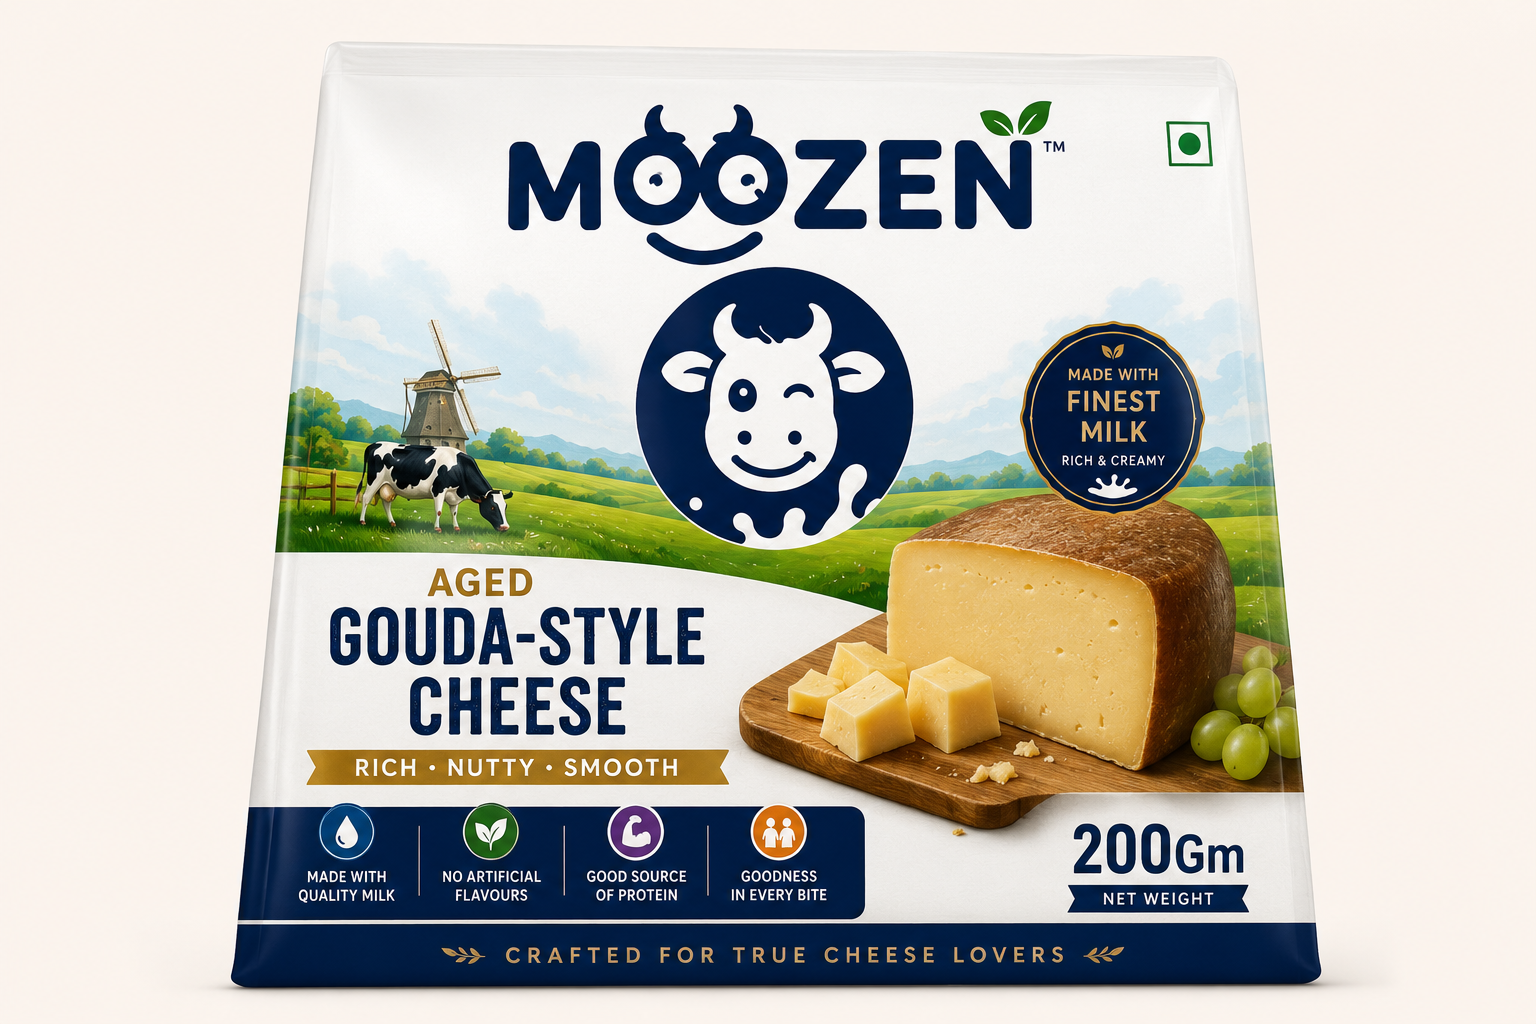 MOOZEN™
MADE WITH
FINEST
MILK
RICH & CREAMY
AGED
GOUDA-STYLE
CHEESE
RICH • NUTTY • SMOOTH
MADE WITH
QUALITY MILK
NO ARTIFICIAL
FLAVOURS
GOOD SOURCE
OF PROTEIN
GOODNESS
IN EVERY BITE
200Gm
NET WEIGHT
CRAFTED FOR TRUE CHEESE LOVERS